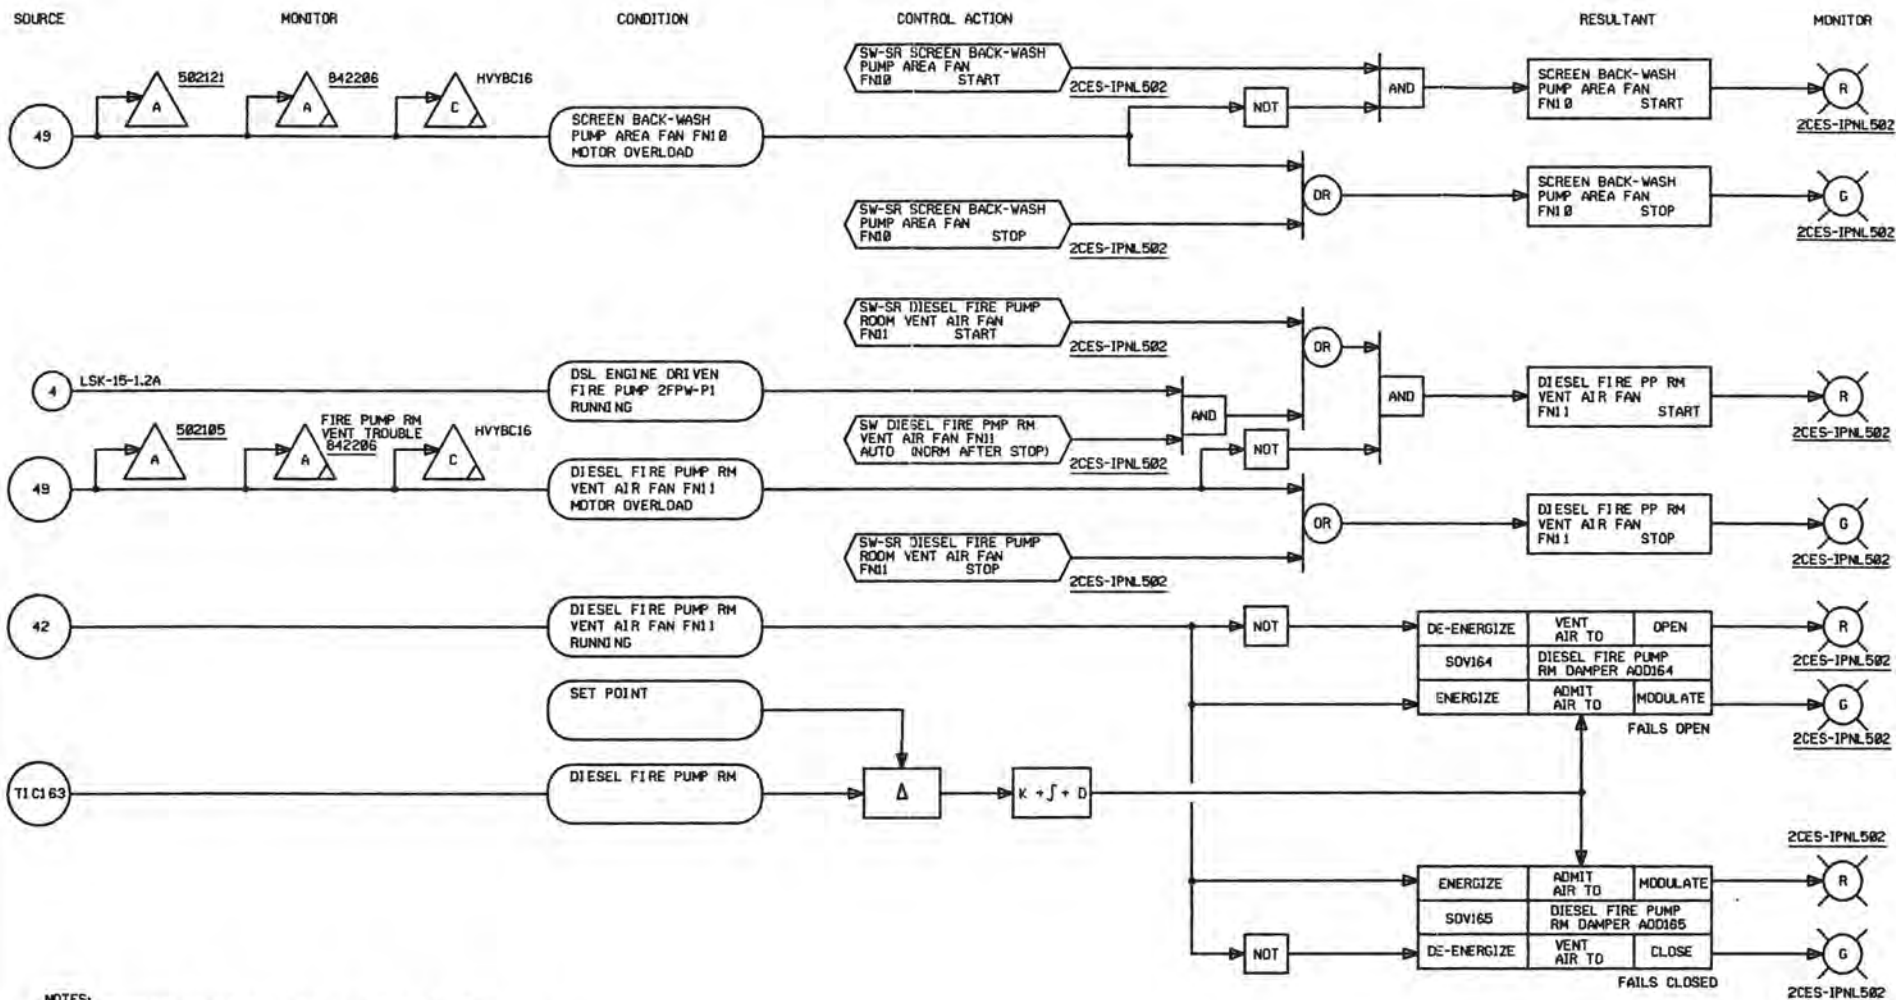 SOURCE MONITOR CONDITION CONTROL ACTION RESULTANT MONITOR
502121
842206
HVYBC16
A
A
C
49
SCREEN BACK-WASH
PUMP AREA FAN FN10
MOTOR OVERLOAD
SW-SR SCREEN BACK-WASH
PUMP AREA FAN
FN10 START
2CES-IPNL502
NOT
AND
SCREEN BACK-WASH
PUMP AREA FAN
FN10 START
R
2CES-IPNL502
SW-SR SCREEN BACK-WASH
PUMP AREA FAN
FN10 STOP
2CES-IPNL502
OR
SCREEN BACK-WASH
PUMP AREA FAN
FN10 STOP
G
2CES-IPNL502
SW-SR DIESEL FIRE PUMP
ROOM VENT AIR FAN
FN11 START
2CES-IPNL502
OR
4
LSK-15-1.2A
DSL ENGINE DRIVEN
FIRE PUMP 2FPW-P1
RUNNING
AND
AND
DIESEL FIRE PP RM
VENT AIR FAN
FN11 START
R
2CES-IPNL502
SW DIESEL FIRE PMP RM
VENT AIR FAN FN11
AUTO (NORM AFTER STOP)
2CES-IPNL502
NOT
502105
FIRE PUMP RM
VENT TROUBLE
842206
HVYBC16
A
A
C
49
DIESEL FIRE PUMP RM
VENT AIR FAN FN11
MOTOR OVERLOAD
OR
DIESEL FIRE PP RM
VENT AIR FAN
FN11 STOP
G
2CES-IPNL502
SW-SR DIESEL FIRE PUMP
ROOM VENT AIR FAN
FN11 STOP
2CES-IPNL502
42
DIESEL FIRE PUMP RM
VENT AIR FAN FN11
RUNNING
NOT
DE-ENERGIZE VENT AIR TO OPEN
R
2CES-IPNL502
SOV164 DIESEL FIRE PUMP RM DAMPER AOD164
ENERGIZE ADMIT AIR TO MODULATE
G
2CES-IPNL502
FAILS OPEN
SET POINT
TIC163
DIESEL FIRE PUMP RM
Δ
K +∫+ D
2CES-IPNL502
ENERGIZE ADMIT AIR TO MODULATE
R
SOV165 DIESEL FIRE PUMP RM DAMPER AOD165
NOT
DE-ENERGIZE VENT AIR TO CLOSE
G
FAILS CLOSED
2CES-IPNL502
NOTES: